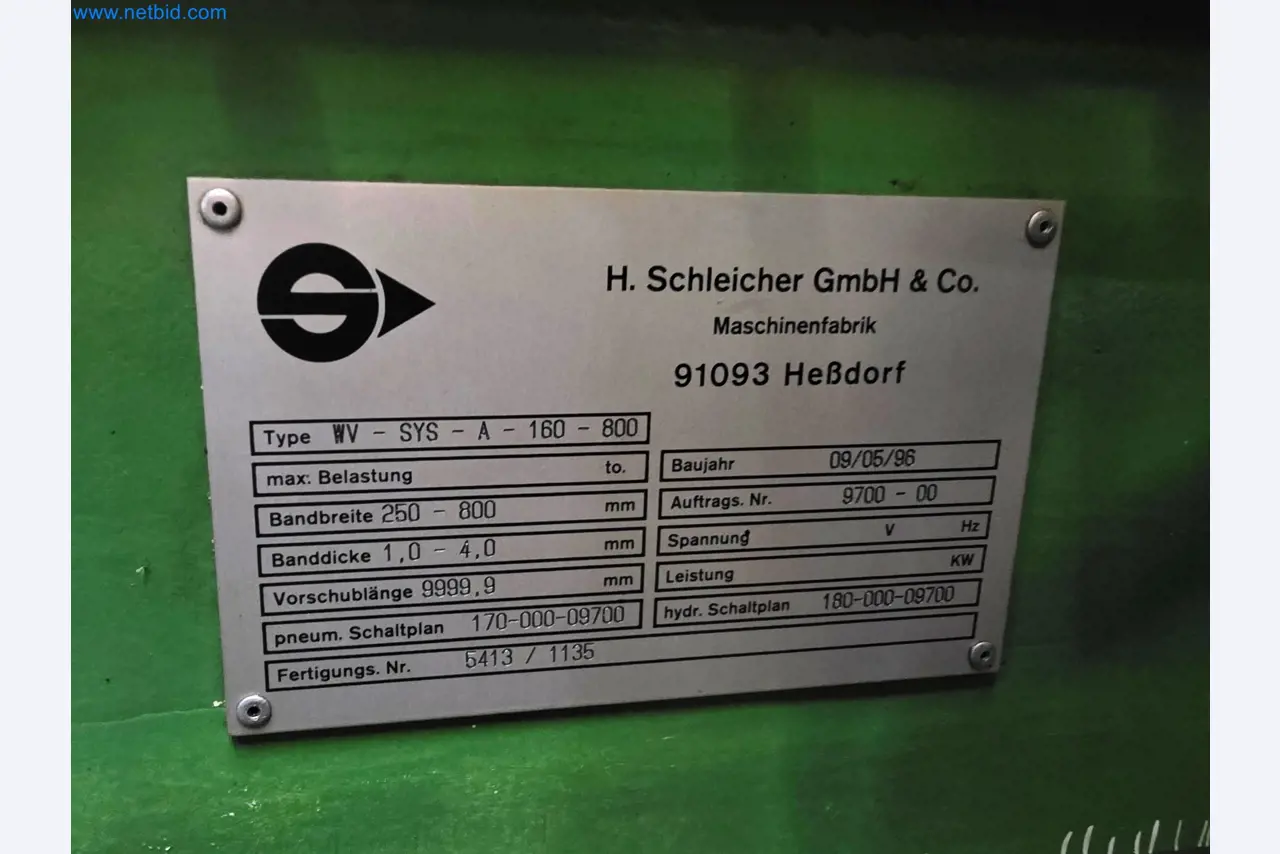 www.netbid.com
H. Schleicher GmbH & Co.
Maschinenfabrik
91093 Heßdorf
Type WV - SYS - A - 160 - 800
max. Belastung to.
Bandbreite 250 - 800 mm
Banddicke 1,0 - 4,0 mm
Vorschublänge 9999,9 mm
pneum. Schaltplan 170-000-09700
Fertigungs. Nr. 5413 / 1135
Baujahr 09/05/96
Auftrags. Nr. 9700 - 00
Spannung V Hz
Leistung KW
hydr. Schaltplan 180-000-09700